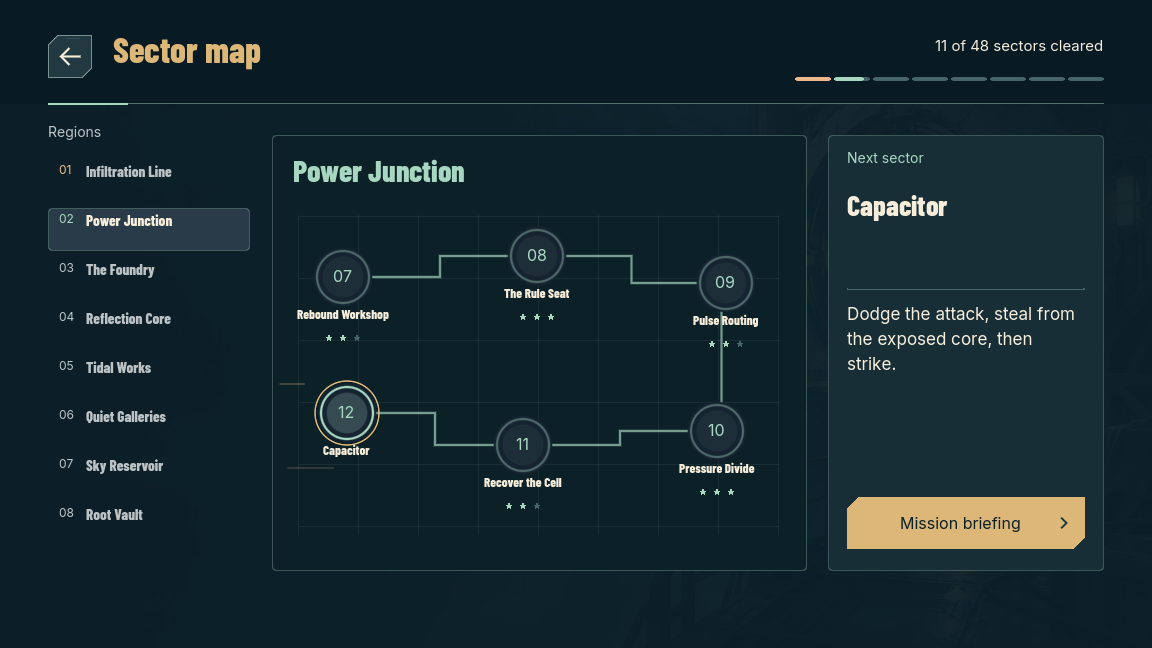 Sector map
11 of 48 sectors cleared
Regions
01 Infiltration Line
02 Power Junction
03 The Foundry
04 Reflection Core
05 Tidal Works
06 Quiet Galleries
07 Sky Reservoir
08 Root Vault
Power Junction
07
Rebound Workshop
08
The Rule Seat
09
Pulse Routing
12
Capacitor
11
Recover the Cell
10
Pressure Divide
Next sector
Capacitor
Dodge the attack, steal from
the exposed core, then
strike.
Mission briefing